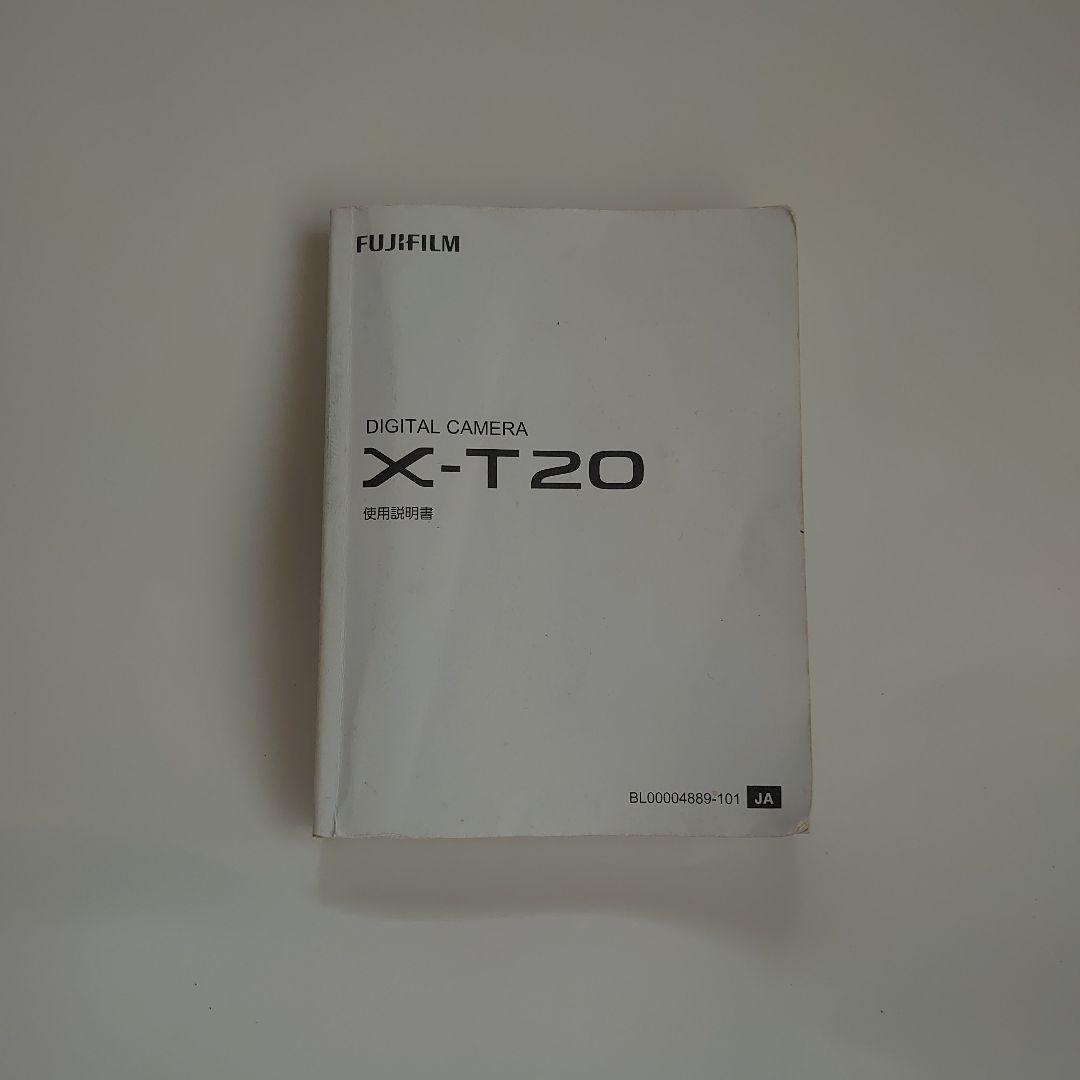 FUJIFILM
DIGITAL CAMERA
X-T20
使用説明書
BL00004889-101 JA